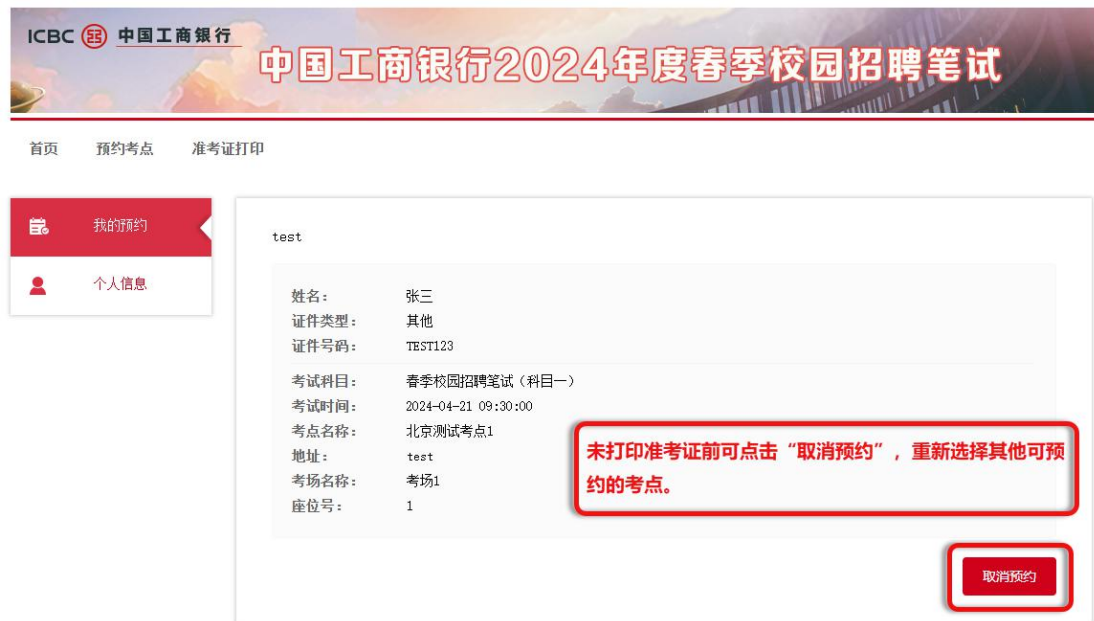 ICBC 中国工商银行
中国工商银行2024年度春季校园招聘笔试
首页 预约考点 准考证打印
我的预约
个人信息
test
姓名： 张三
证件类型： 其他
证件号码： TEST123
考试科目： 春季校园招聘笔试（科目一）
考试时间： 2024-04-21 09:30:00
考点名称： 北京测试考点1
地址： test
考场名称： 考场1
座位号： 1
未打印准考证前可点击“取消预约”，重新选择其他可预
约的考点。
取消预约